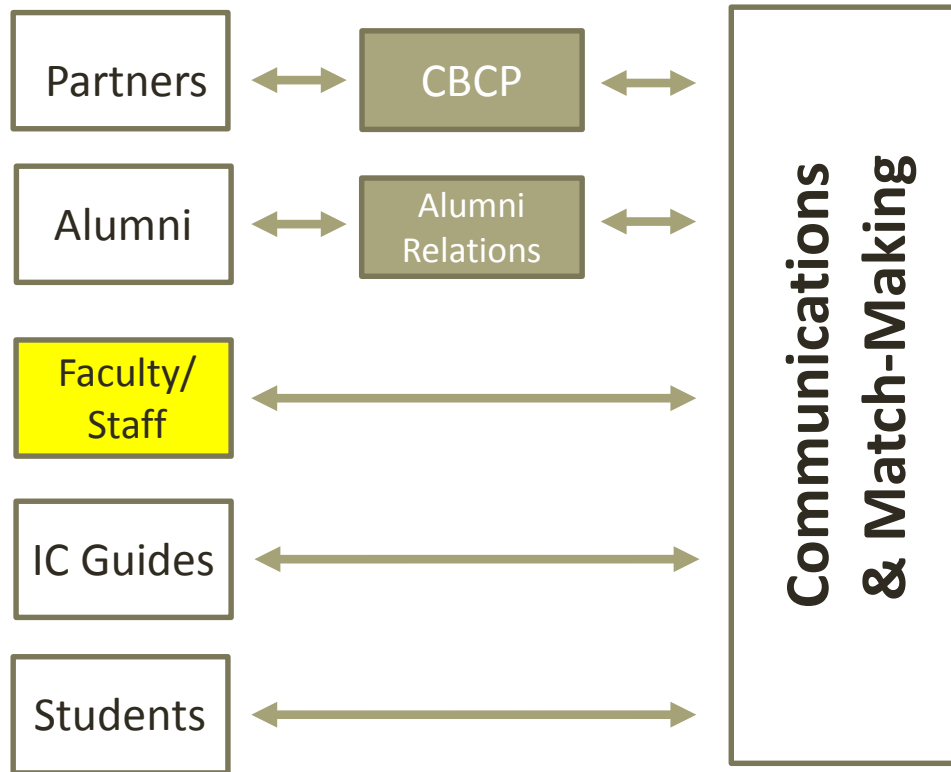 Partners
CBCP
Alumni
Alumni
Relations
Faculty/
Staff
IC Guides
Students
Communications
& Match-Making